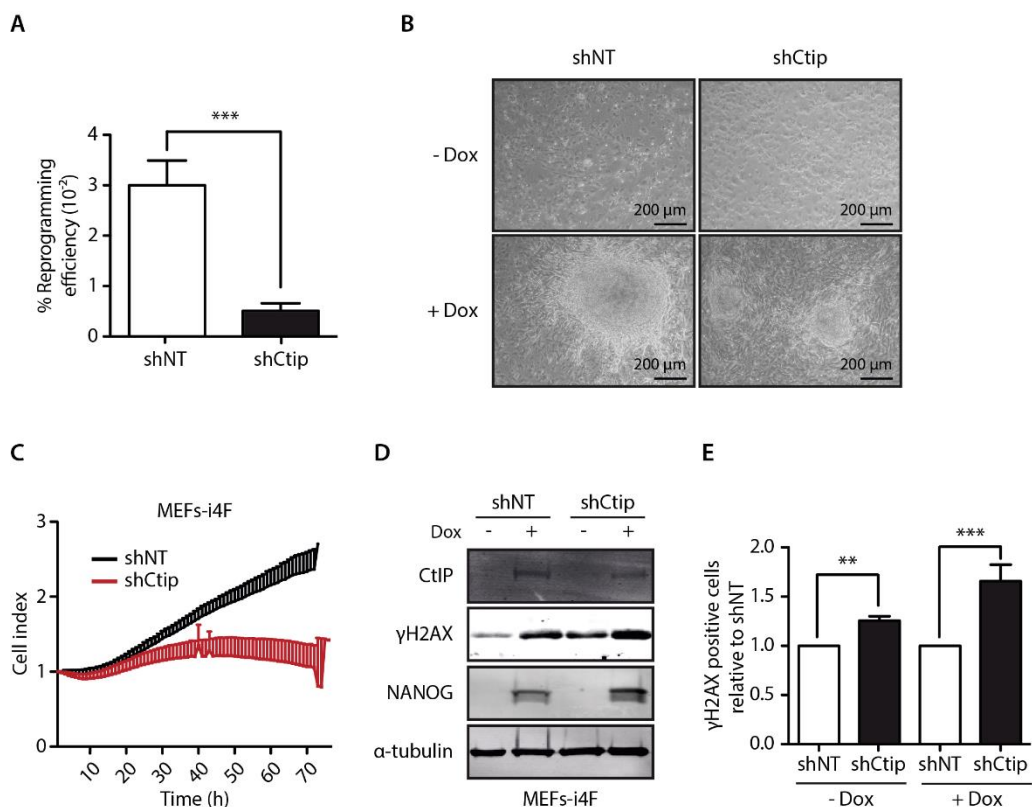 A
***
4
3
2
1
0
% Reprogramming
efficiency (10⁻²)
shNT
shCtip
B
shNT
shCtip
- Dox
200 µm
200 µm
+ Dox
200 µm
200 µm
C
MEFs-i4F
3
2
1
0
Cell index
shNT
shCtip
10
20
30
40
50
60
70
Time (h)
D
shNT
shCtip
Dox
-
+
-
+
CtIP
γH2AX
NANOG
α-tubulin
MEFs-i4F
E
***
**
2.0
1.5
1.0
0.5
0.0
γH2AX positive cells
relative to shNT
shNT
shCtip
shNT
shCtip
- Dox
+ Dox